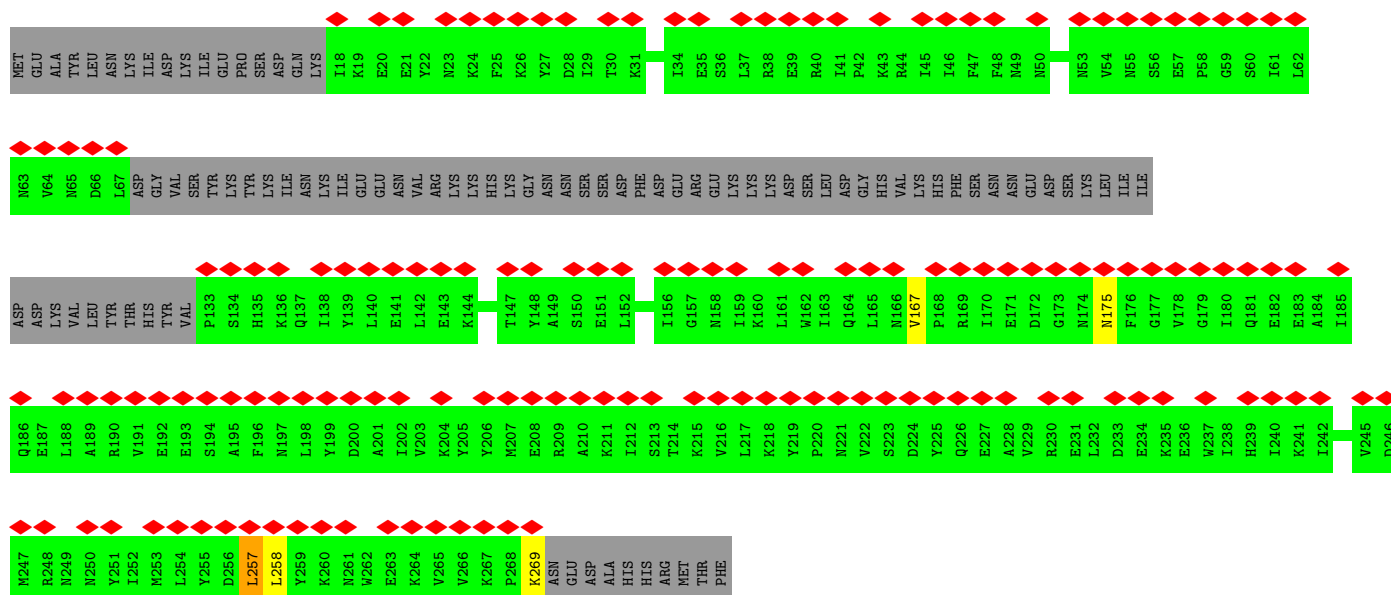 MET GLU ALA TYR LEU ASN LYS ILE ASP LYS ILE GLU PRO SER ASP GLN LYS I18 K19 E20 E21 Y22 N23 K24 F25 K26 Y27 D28 I29 T30 K31 I34 E35 S36 L37 R38 E39 R40 I41 P42 K43 R44 I45 I46 F47 F48 N49 N50 N53 V54 N55 S56 E57 P58 G59 S60 I61 L62
N63 V64 N65 D66 L67 ASP GLY VAL SER TYR LYS TYR LYS ILE ASN LYS ILE GLU GLU ASN VAL ARG LYS LYS HIS LYS GLY ASN ASN SER SER ASP PHE ASP GLU ARG GLU LYS LYS LYS ASP SER LEU ASP GLY HIS VAL LYS HIS PHE SER ASN ASN GLU ASP SER LYS LEU ILE ILE
ASP ASP LYS VAL LEU TYR THR HIS TYR VAL P133 S134 H135 K136 Q137 I138 Y139 L140 E141 L142 E143 K144 T147 Y148 A149 S150 E151 L152 I156 G157 N158 I159 K160 L161 W162 I163 Q164 L165 N166 V167 P168 R169 I170 E171 D172 G173 N174 N175 F176 G177 V178 G179 I180 Q181 E182 E183 A184 I185
Q186 E187 L188 A189 R190 V191 E192 E193 S194 A195 F196 N197 L198 Y199 D200 A201 I202 V203 K204 Y205 Y206 M207 E208 R209 A210 K211 I212 S213 T214 K215 V216 L217 K218 Y219 P220 N221 V222 S223 D224 Y225 Q226 E227 A228 V229 R230 E231 L232 D233 E234 K235 E236 W237 I238 H239 I240 K241 I242 V245 D246
M247 R248 N249 N250 Y251 I252 M253 L254 Y255 D256 L257 L258 Y259 K260 N261 W262 E263 K264 V265 V266 K267 P268 K269 ASN GLU ASP ALA HIS HIS ARG MET THR PHE